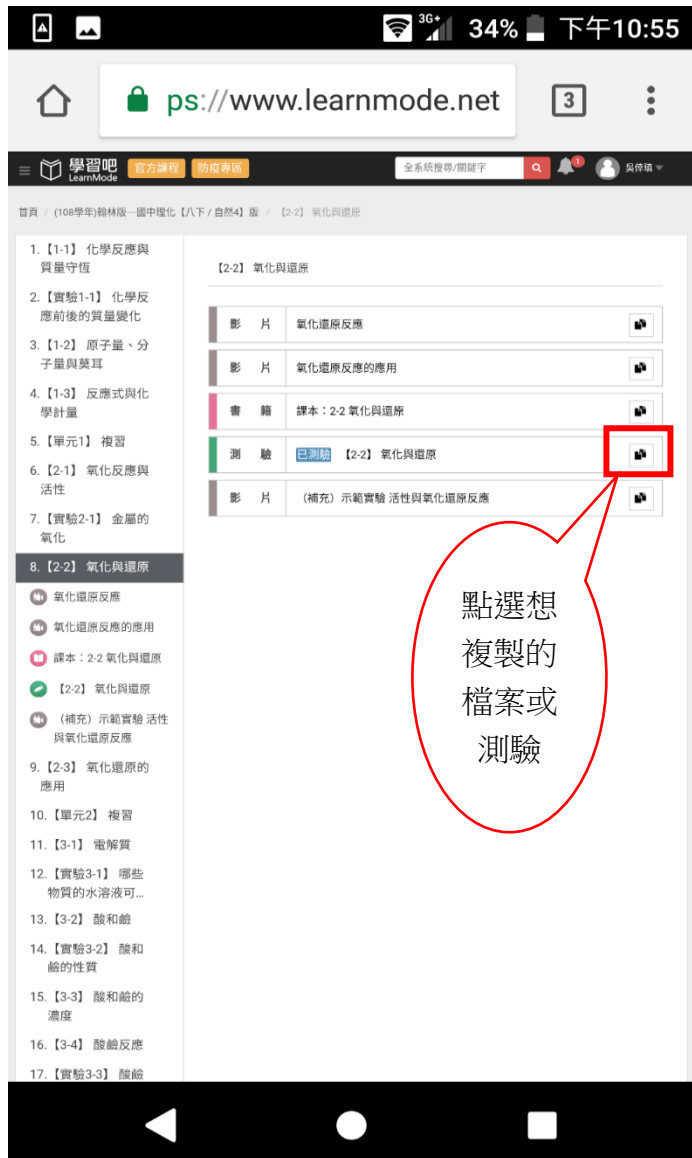 3G+ 34% 下午10:55
ps://www.learnmode.net 3
學習吧 LearnMode 官方課程 防疫專區 全系統搜尋/關鍵字 1 吳倖瑱
首頁 / (108學年)翰林版—國中理化【八下 / 自然4】版 / 【2-2】 氧化與還原
1.【1-1】 化學反應與
質量守恆
2.【實驗1-1】 化學反
應前後的質量變化
3.【1-2】 原子量、分
子量與莫耳
4.【1-3】 反應式與化
學計量
5.【單元1】 複習
6.【2-1】 氧化反應與
活性
7.【實驗2-1】 金屬的
氧化
8.【2-2】 氧化與還原
氧化還原反應
氧化還原反應的應用
課本：2-2 氧化與還原
【2-2】 氧化與還原
（補充）示範實驗 活性
與氧化還原反應
9.【2-3】 氧化還原的
應用
10.【單元2】 複習
11.【3-1】 電解質
12.【實驗3-1】 哪些
物質的水溶液可...
13.【3-2】 酸和鹼
14.【實驗3-2】 酸和
鹼的性質
15.【3-3】 酸和鹼的
濃度
16.【3-4】 酸鹼反應
17.【實驗3-3】 酸鹼
【2-2】 氧化與還原
影 片 氧化還原反應
影 片 氧化還原反應的應用
書 籍 課本：2-2 氧化與還原
測 驗 已測驗 【2-2】 氧化與還原
影 片 （補充）示範實驗 活性與氧化還原反應
點選想
複製的
檔案或
測驗